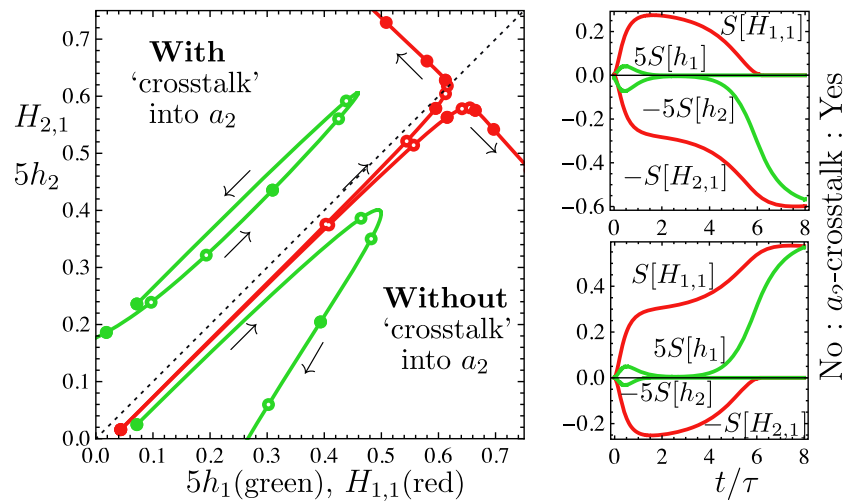 With
'crosstalk'
into a₂
Without
'crosstalk'
into a₂
H₂,₁
5h₂
0.7
0.6
0.5
0.4
0.3
0.2
0.1
0.0
0.0 0.1 0.2 0.3 0.4 0.5 0.6 0.7
5h₁(green), H₁,₁(red)
0.2
0.0
−0.2
−0.4
−0.6
S[H₁,₁]
5S[h₁]
−5S[h₂]
−S[H₂,₁]
0 2 4 6 8
0.4
0.2
0.0
−0.2
S[H₁,₁]
5S[h₁]
−5S[h₂]
−S[H₂,₁]
0 2 4 6 8
t/τ
No : a₂-crosstalk : Yes